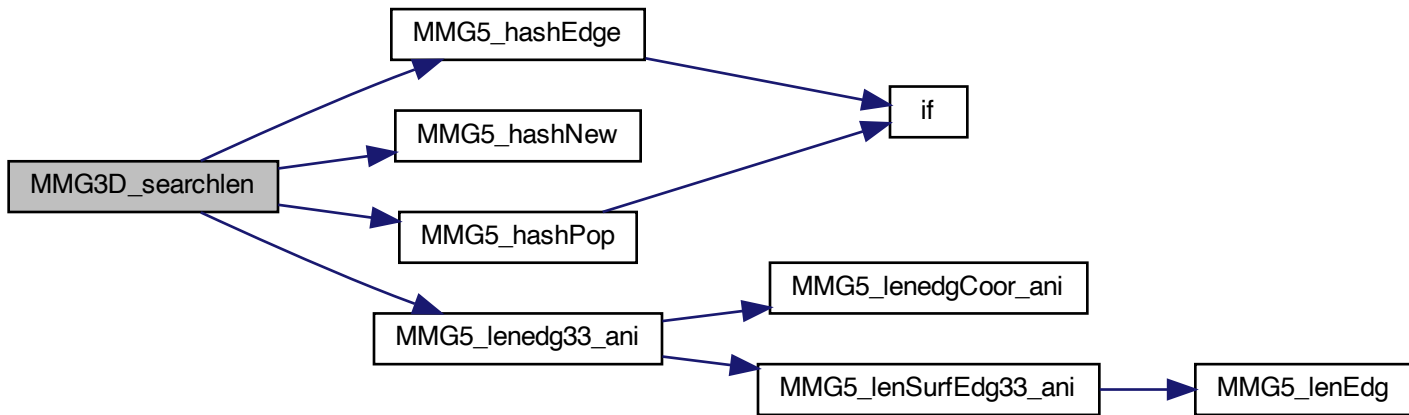 MMG3D_searchlen
MMG5_hashEdge
MMG5_hashNew
MMG5_hashPop
MMG5_lenedg33_ani
if
MMG5_lenedgCoor_ani
MMG5_lenSurfEdg33_ani
MMG5_lenEdg